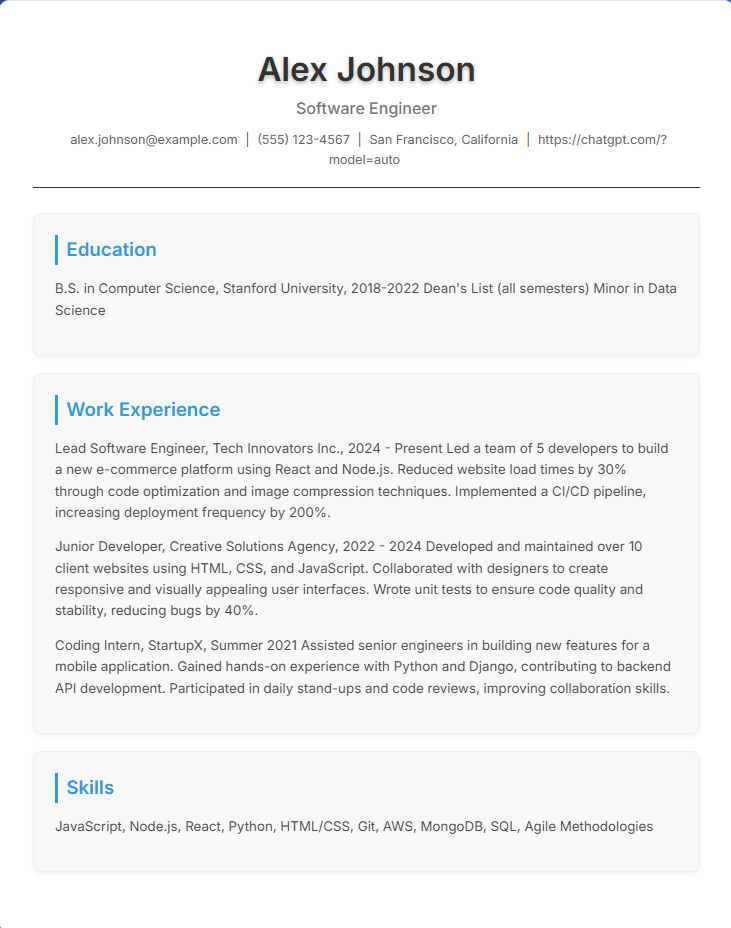 Alex Johnson
Software Engineer
alex.johnson@example.com | (555) 123-4567 | San Francisco, California | https://chatgpt.com/?
model=auto
Education
B.S. in Computer Science, Stanford University, 2018-2022 Dean's List (all semesters) Minor in Data
Science
Work Experience
Lead Software Engineer, Tech Innovators Inc., 2024 - Present Led a team of 5 developers to build
a new e-commerce platform using React and Node.js. Reduced website load times by 30%
through code optimization and image compression techniques. Implemented a CI/CD pipeline,
increasing deployment frequency by 200%.
Junior Developer, Creative Solutions Agency, 2022 - 2024 Developed and maintained over 10
client websites using HTML, CSS, and JavaScript. Collaborated with designers to create
responsive and visually appealing user interfaces. Wrote unit tests to ensure code quality and
stability, reducing bugs by 40%.
Coding Intern, StartupX, Summer 2021 Assisted senior engineers in building new features for a
mobile application. Gained hands-on experience with Python and Django, contributing to backend
API development. Participated in daily stand-ups and code reviews, improving collaboration skills.
Skills
JavaScript, Node.js, React, Python, HTML/CSS, Git, AWS, MongoDB, SQL, Agile Methodologies